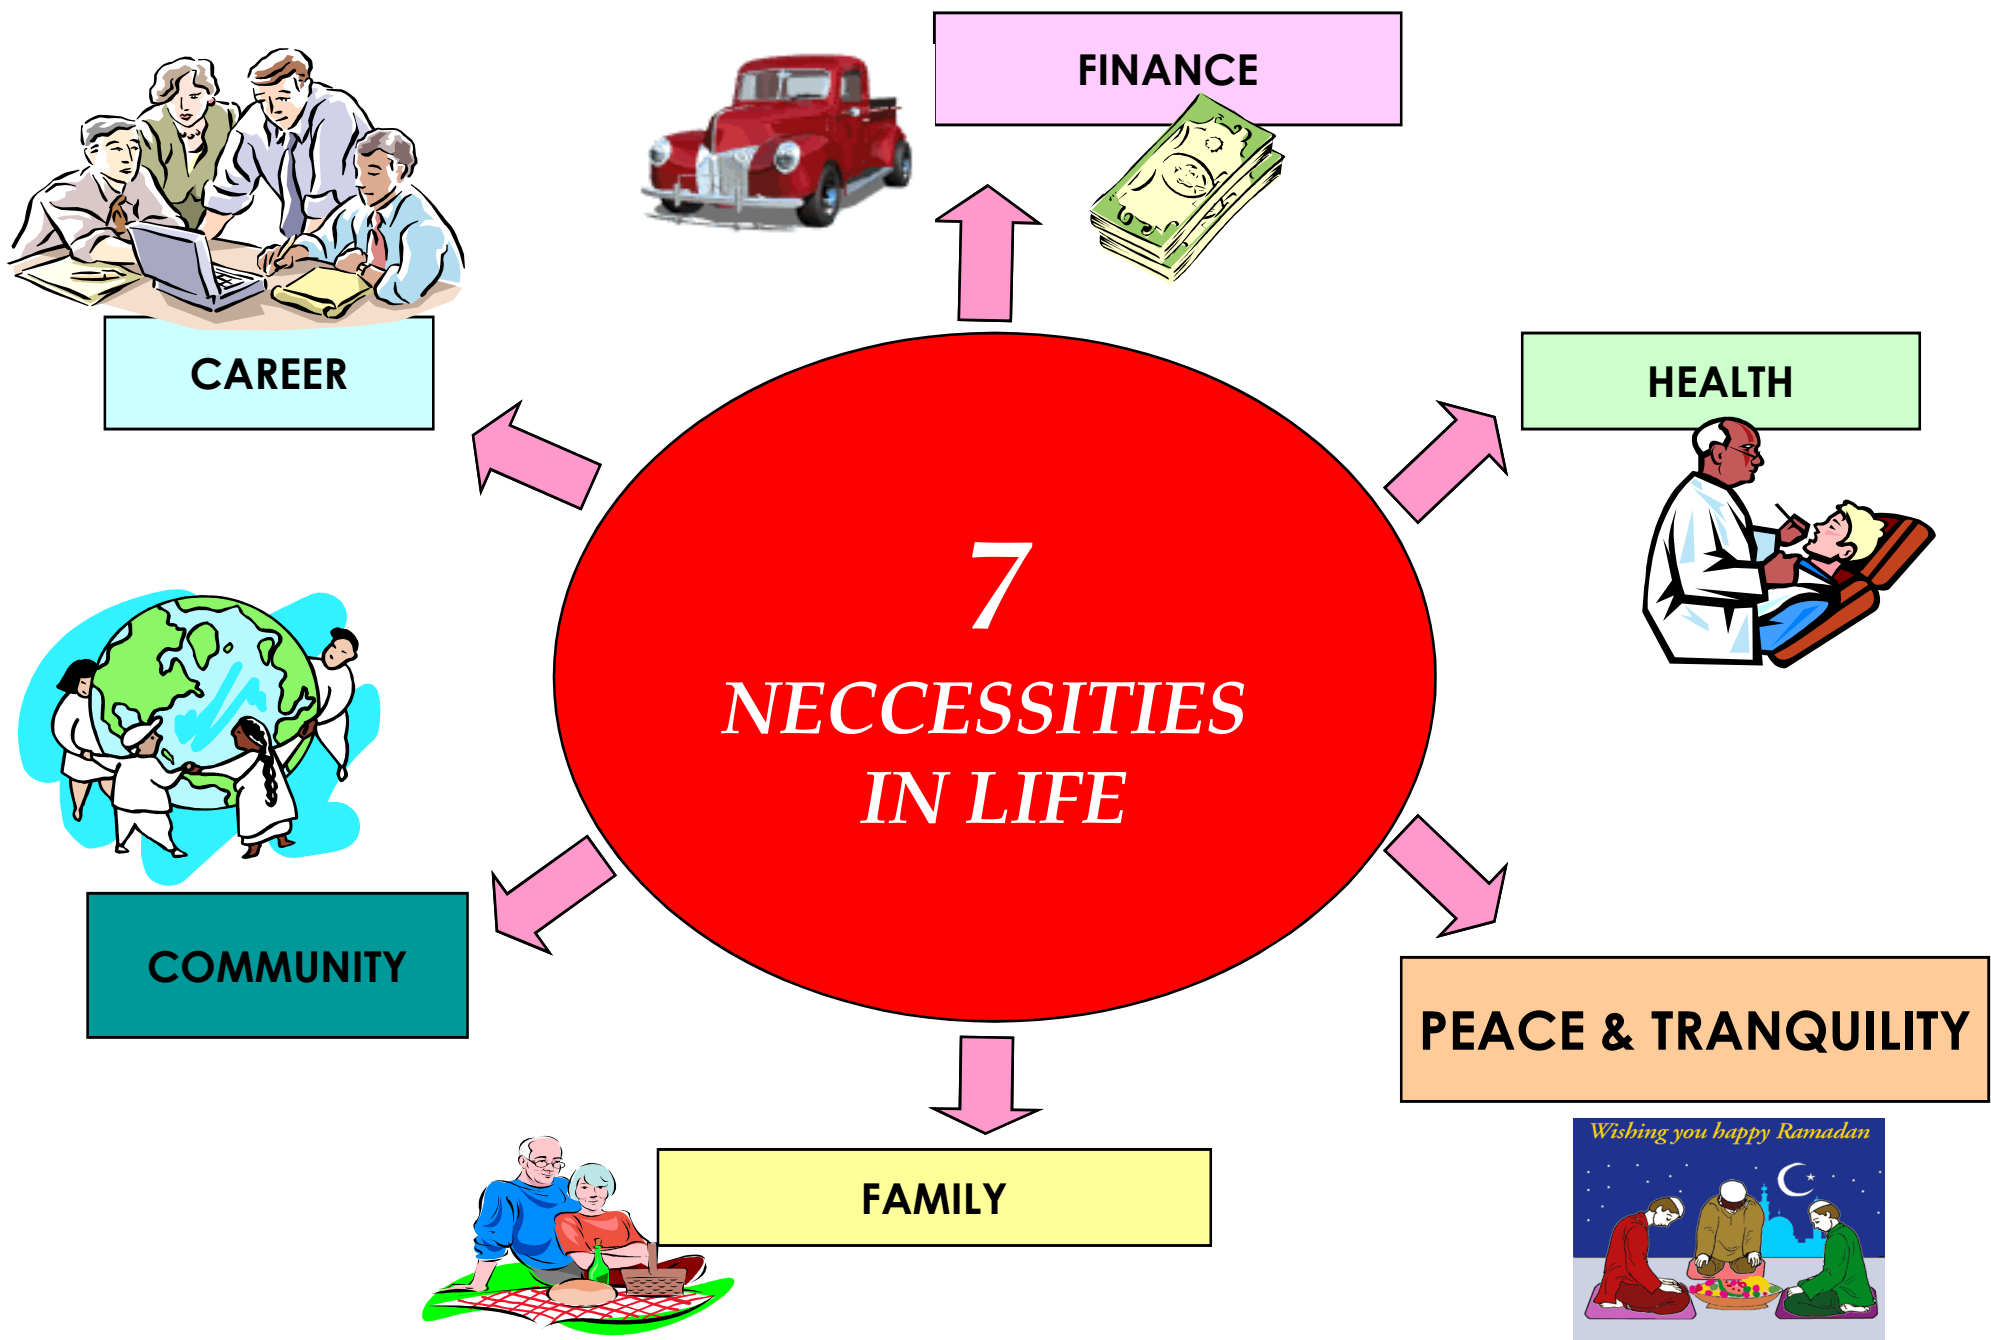 FINANCE
CAREER
HEALTH
7
NECCESSITIES
IN LIFE
COMMUNITY
PEACE & TRANQUILITY
FAMILY
Wishing you happy Ramadan